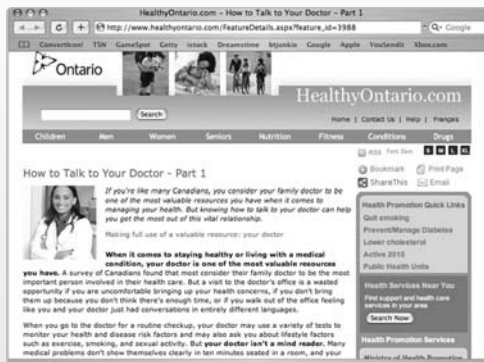 HealthyOntario.com - How to Talk to Your Doctor - Part 1
http://www.healthyontario.com/FeatureDetails.aspx?feature_id=3988
Google
ConvertIcon! TSN GameSpot Getty istock Dreamstime Intjunkie Google Apple YouSendit Xbox.com
Ontario
HealthyOntario.com
Search
Home | Contact Us | Help | Français
Children Men Women Seniors Nutrition Fitness Conditions Drugs
RSS Font Size: S M L XL
Bookmark Print Page
ShareThis Email
How to Talk to Your Doctor - Part 1
If you're like many Canadians, you consider your family doctor to be
one of the most valuable resources you have when it comes to
managing your health. But knowing how to talk to your doctor can help
you get the most out of this vital relationship.
Making full use of a valuable resource: your doctor
When it comes to staying healthy or living with a medical
condition, your doctor is one of the most valuable resources
you have. A survey of Canadians found that most consider their family doctor to be the most
important person involved in their health care. But a visit to the doctor's office is a wasted
opportunity if you are uncomfortable bringing up your health concerns, if you don't bring
them up because you don't think there's enough time, or if you walk out of the office feeling
like you and your doctor just had conversations in entirely different languages.
When you go to the doctor for a routine checkup, your doctor may use a variety of tests to
monitor your health and disease risk factors and may also ask you about lifestyle factors
such as exercise, smoking, and sexual activity. But your doctor isn't a mind reader. Many
medical problems don't show themselves clearly in ten minutes seated in a room, and your
Health Promotion Quick Links
Quit smoking
Prevent/Manage Diabetes
Lower cholesterol
Active 2010
Public Health Units
Health Services Near You
Find support and health care
services in your area
Search Now
Health Promotion Services
Ministry of Health Promotion